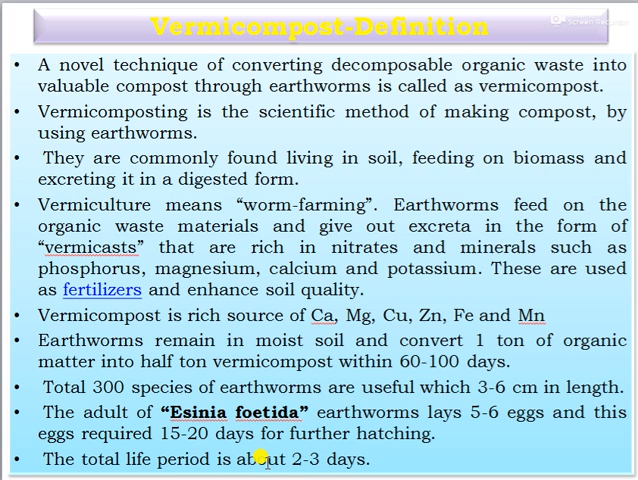 Vermicompost-Definition
Screen Recorder
• A novel technique of converting decomposable organic waste into
valuable compost through earthworms is called as vermicompost.
• Vermicomposting is the scientific method of making compost, by
using earthworms.
• They are commonly found living in soil, feeding on biomass and
excreting it in a digested form.
• Vermiculture means “worm-farming”. Earthworms feed on the
organic waste materials and give out excreta in the form of
“vermicasts” that are rich in nitrates and minerals such as
phosphorus, magnesium, calcium and potassium. These are used
as fertilizers and enhance soil quality.
• Vermicompost is rich source of Ca, Mg, Cu, Zn, Fe and Mn
• Earthworms remain in moist soil and convert 1 ton of organic
matter into half ton vermicompost within 60-100 days.
• Total 300 species of earthworms are useful which 3-6 cm in length.
• The adult of “Esinia foetida” earthworms lays 5-6 eggs and this
eggs required 15-20 days for further hatching.
• The total life period is about 2-3 days.